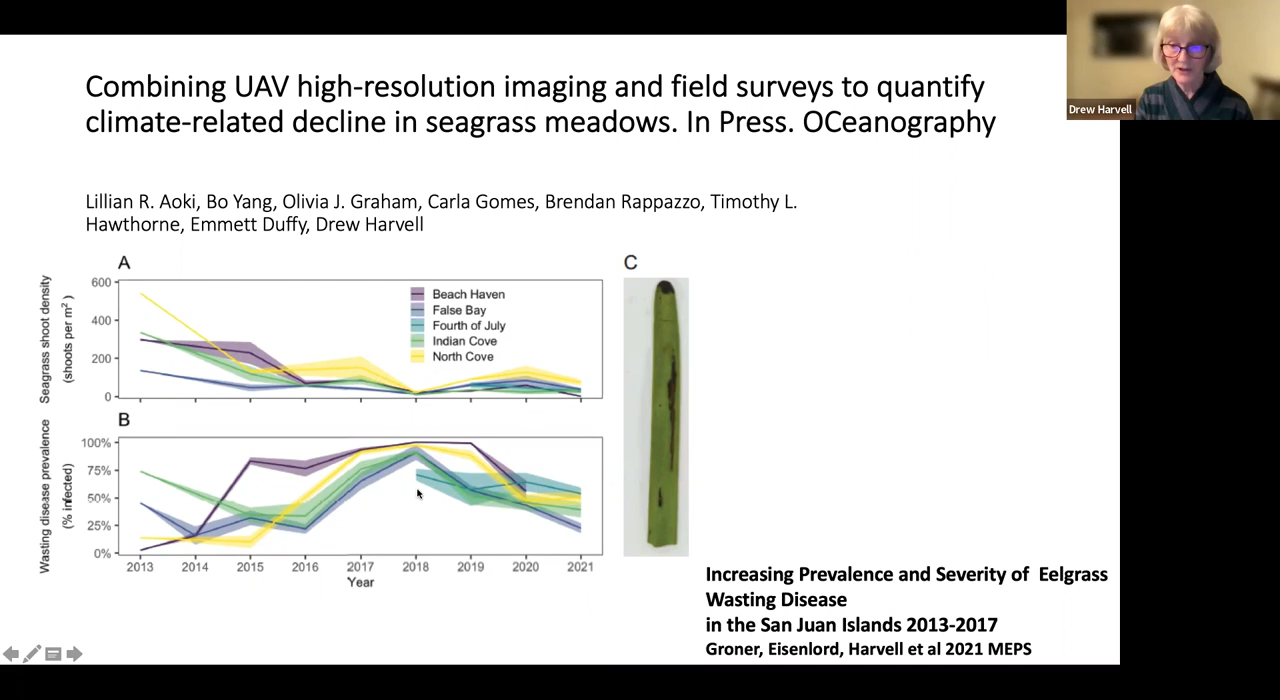 Combining UAV high-resolution imaging and field surveys to quantify
climate-related decline in seagrass meadows. In Press. OCeanography
Drew Harvell
Lillian R. Aoki, Bo Yang, Olivia J. Graham, Carla Gomes, Brendan Rappazzo, Timothy L.
Hawthorne, Emmett Duffy, Drew Harvell
A
Seagrass shoot density
(shoots per m²)
600
400
200
0
Beach Haven
False Bay
Fourth of July
Indian Cove
North Cove
B
Wasting disease prevalence
(% infected)
100%
75%
50%
25%
0%
2013 2014 2015 2016 2017 2018 2019 2020 2021
Year
C
Increasing Prevalence and Severity of Eelgrass
Wasting Disease
in the San Juan Islands 2013-2017
Groner, Eisenlord, Harvell et al 2021 MEPS